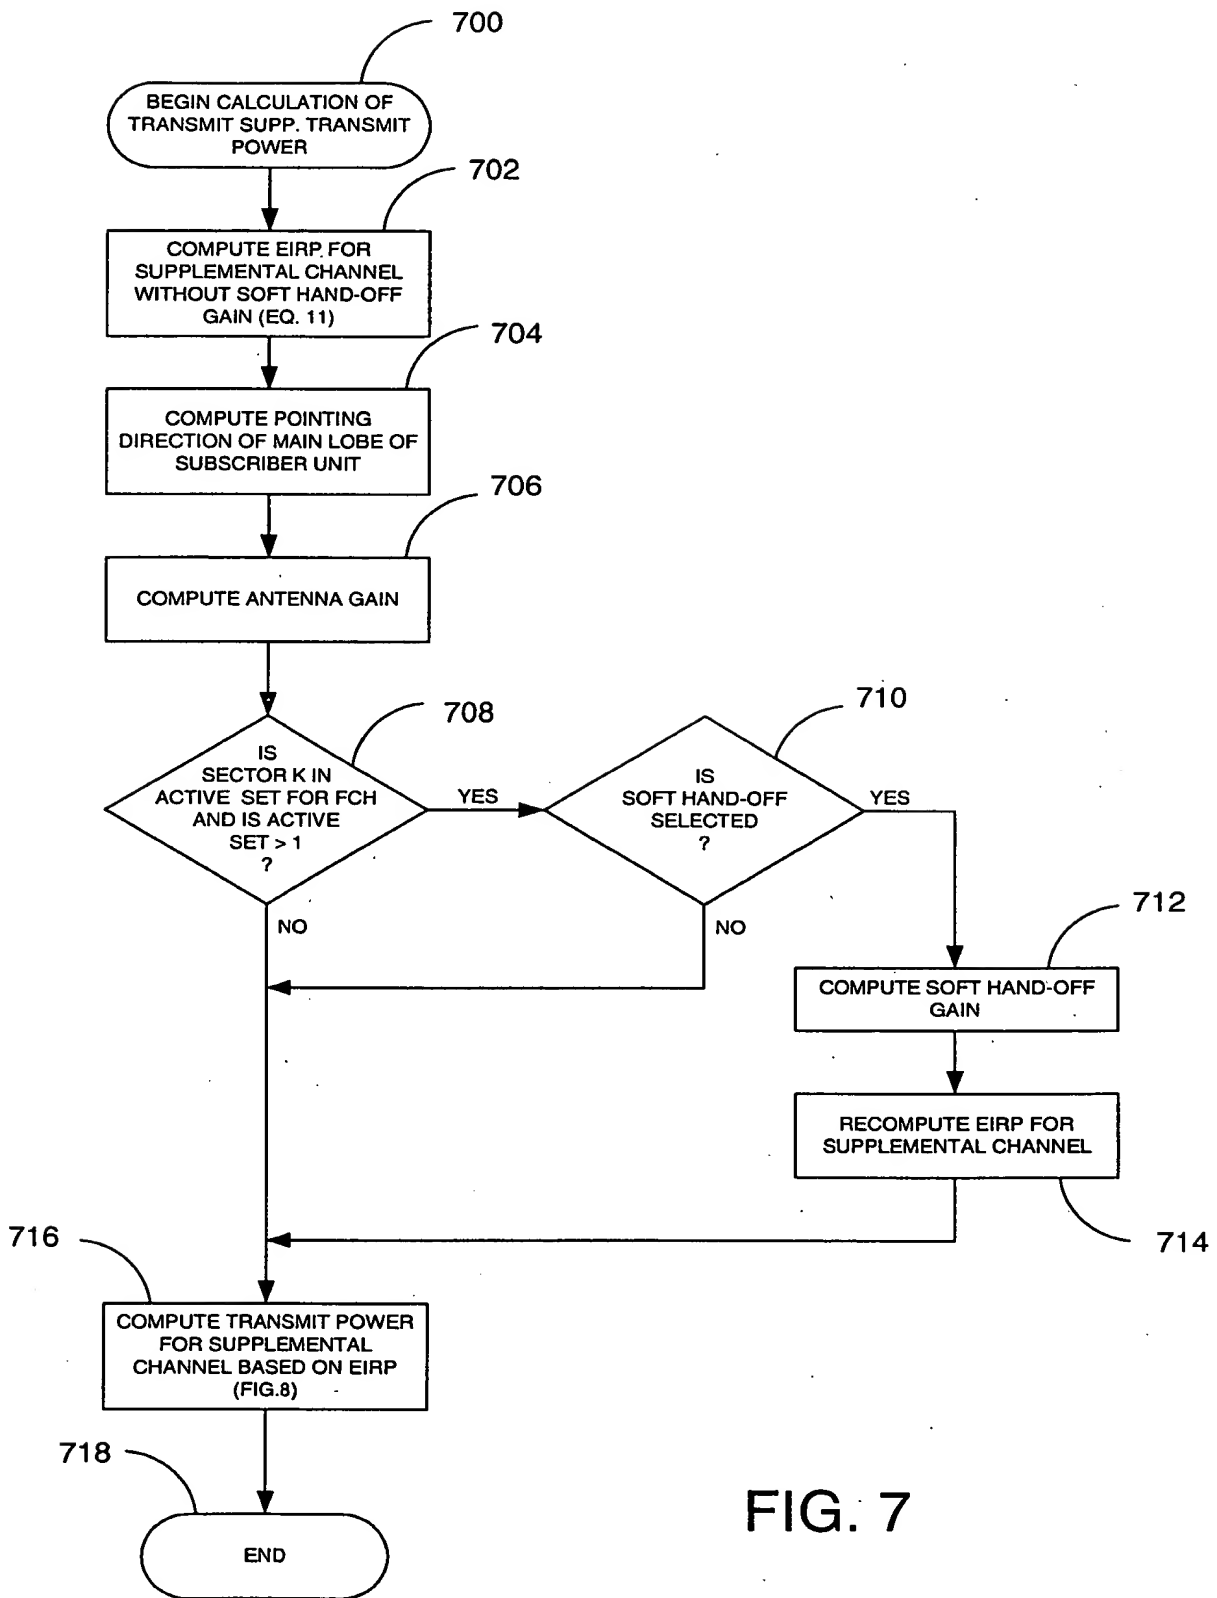 700
BEGIN CALCULATION OF
TRANSMIT SUPP. TRANSMIT
POWER
702
COMPUTE EIRP FOR
SUPPLEMENTAL CHANNEL
WITHOUT SOFT HAND-OFF
GAIN (EQ. 11)
704
COMPUTE POINTING
DIRECTION OF MAIN LOBE OF
SUBSCRIBER UNIT
706
COMPUTE ANTENNA GAIN
708
IS
SECTOR K IN
ACTIVE SET FOR FCH
AND IS ACTIVE
SET > 1
?
YES
NO
710
IS
SOFT HAND-OFF
SELECTED
?
YES
NO
712
COMPUTE SOFT HAND-OFF
GAIN
RECOMPUTE EIRP FOR
SUPPLEMENTAL CHANNEL
714
716
COMPUTE TRANSMIT POWER
FOR SUPPLEMENTAL
CHANNEL BASED ON EIRP
(FIG.8)
718
END
FIG. 7